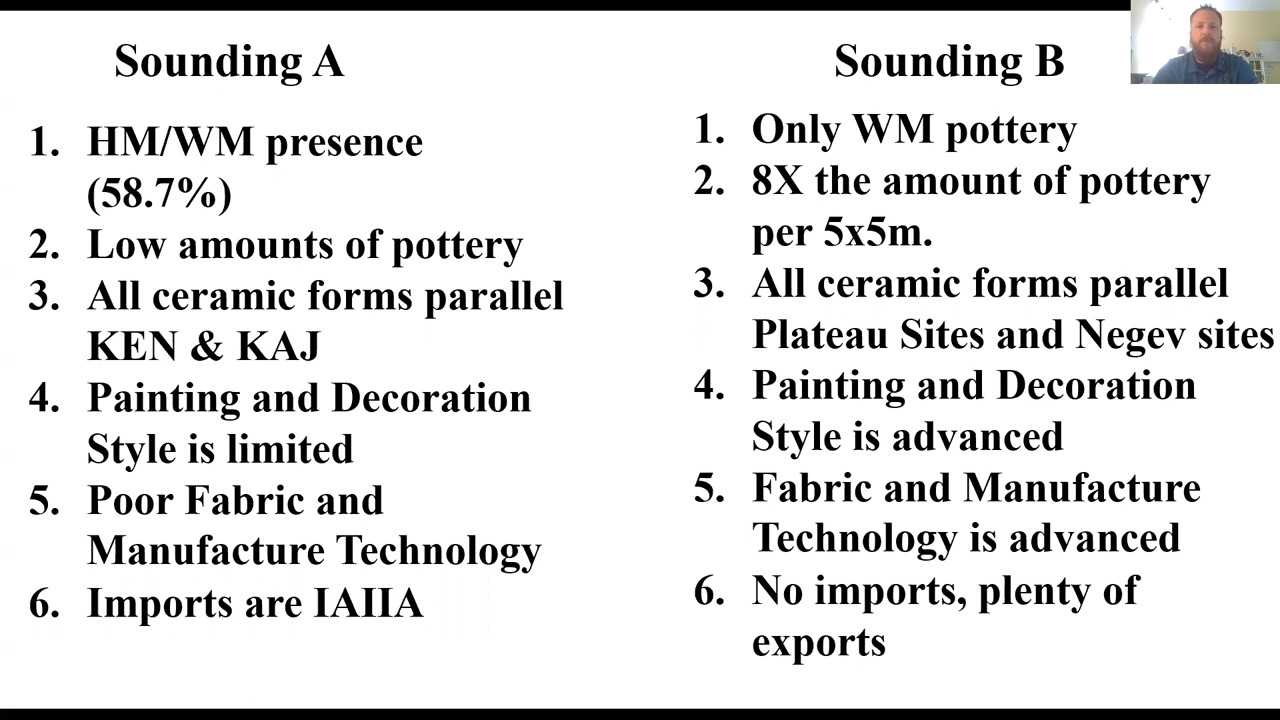 Sounding A
1. HM/WM presence
(58.7%)
2. Low amounts of pottery
3. All ceramic forms parallel
KEN & KAJ
4. Painting and Decoration
Style is limited
5. Poor Fabric and
Manufacture Technology
6. Imports are IAIIA
Sounding B
1. Only WM pottery
2. 8X the amount of pottery
per 5x5m.
3. All ceramic forms parallel
Plateau Sites and Negev sites
4. Painting and Decoration
Style is advanced
5. Fabric and Manufacture
Technology is advanced
6. No imports, plenty of
exports